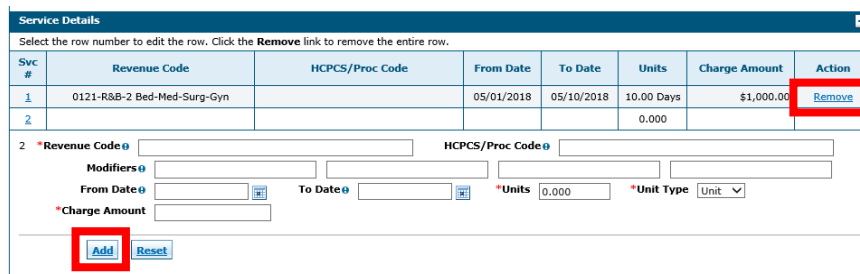 Service Details
Select the row number to edit the row. Click the Remove link to remove the entire row.
Svc # Revenue Code HCPCS/Proc Code From Date To Date Units Charge Amount Action
1 0121-R&B-2 Bed-Med-Surg-Gyn 05/01/2018 05/10/2018 10.00 Days $1,000.00 Remove
2 0.000
2 *Revenue Code HCPCS/Proc Code
Modifiers
From Date To Date *Units 0.000 *Unit Type Unit
*Charge Amount
Add Reset